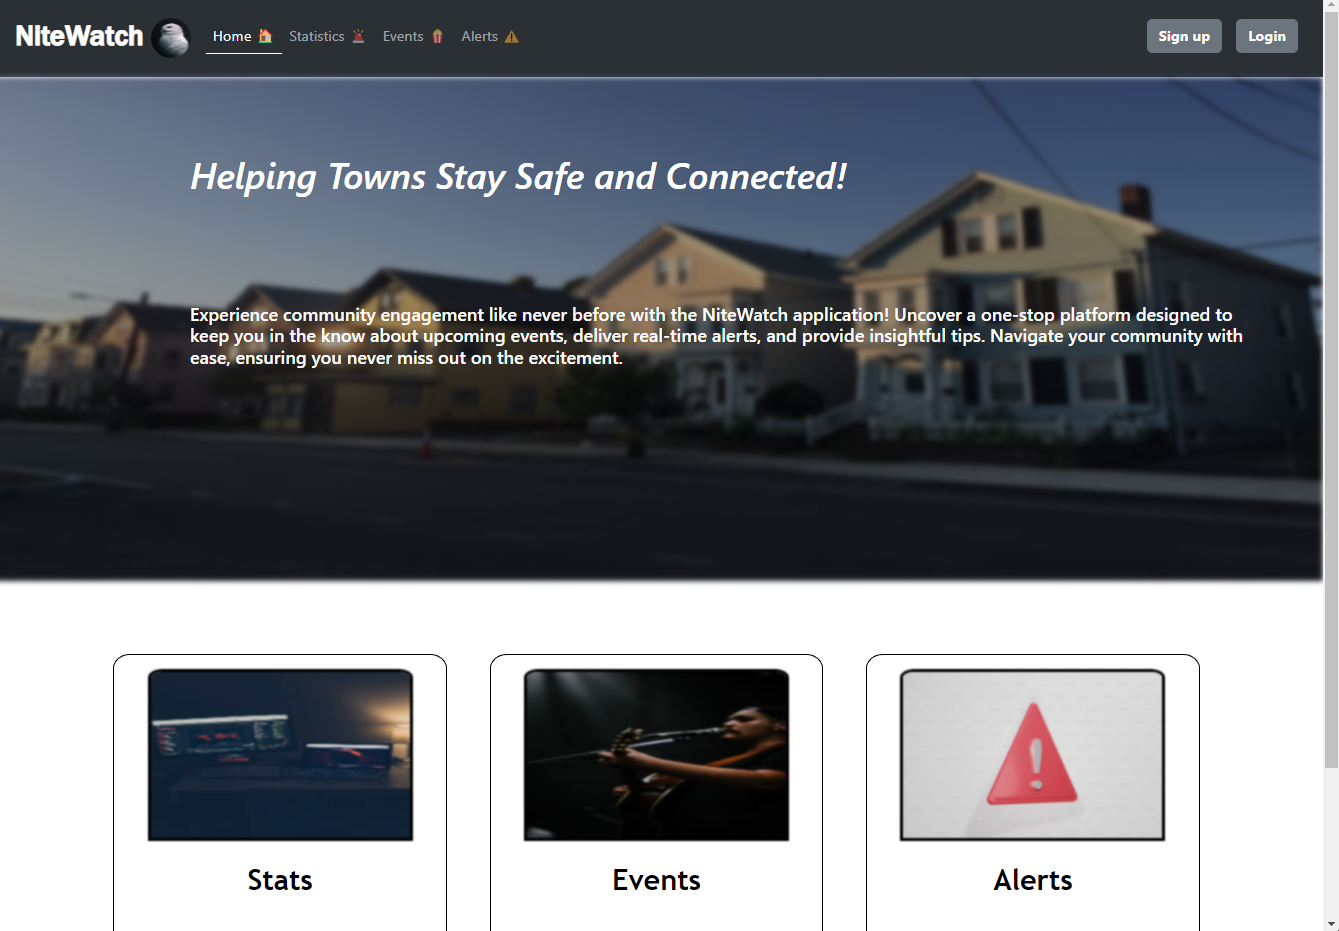 NiteWatch
Home 🏠 Statistics 🚨 Events 🍿 Alerts ⚠️
Sign up Login
Helping Towns Stay Safe and Connected!
Experience community engagement like never before with the NiteWatch application! Uncover a one-stop platform designed to
keep you in the know about upcoming events, deliver real-time alerts, and provide insightful tips. Navigate your community with
ease, ensuring you never miss out on the excitement.
Stats
Events
Alerts